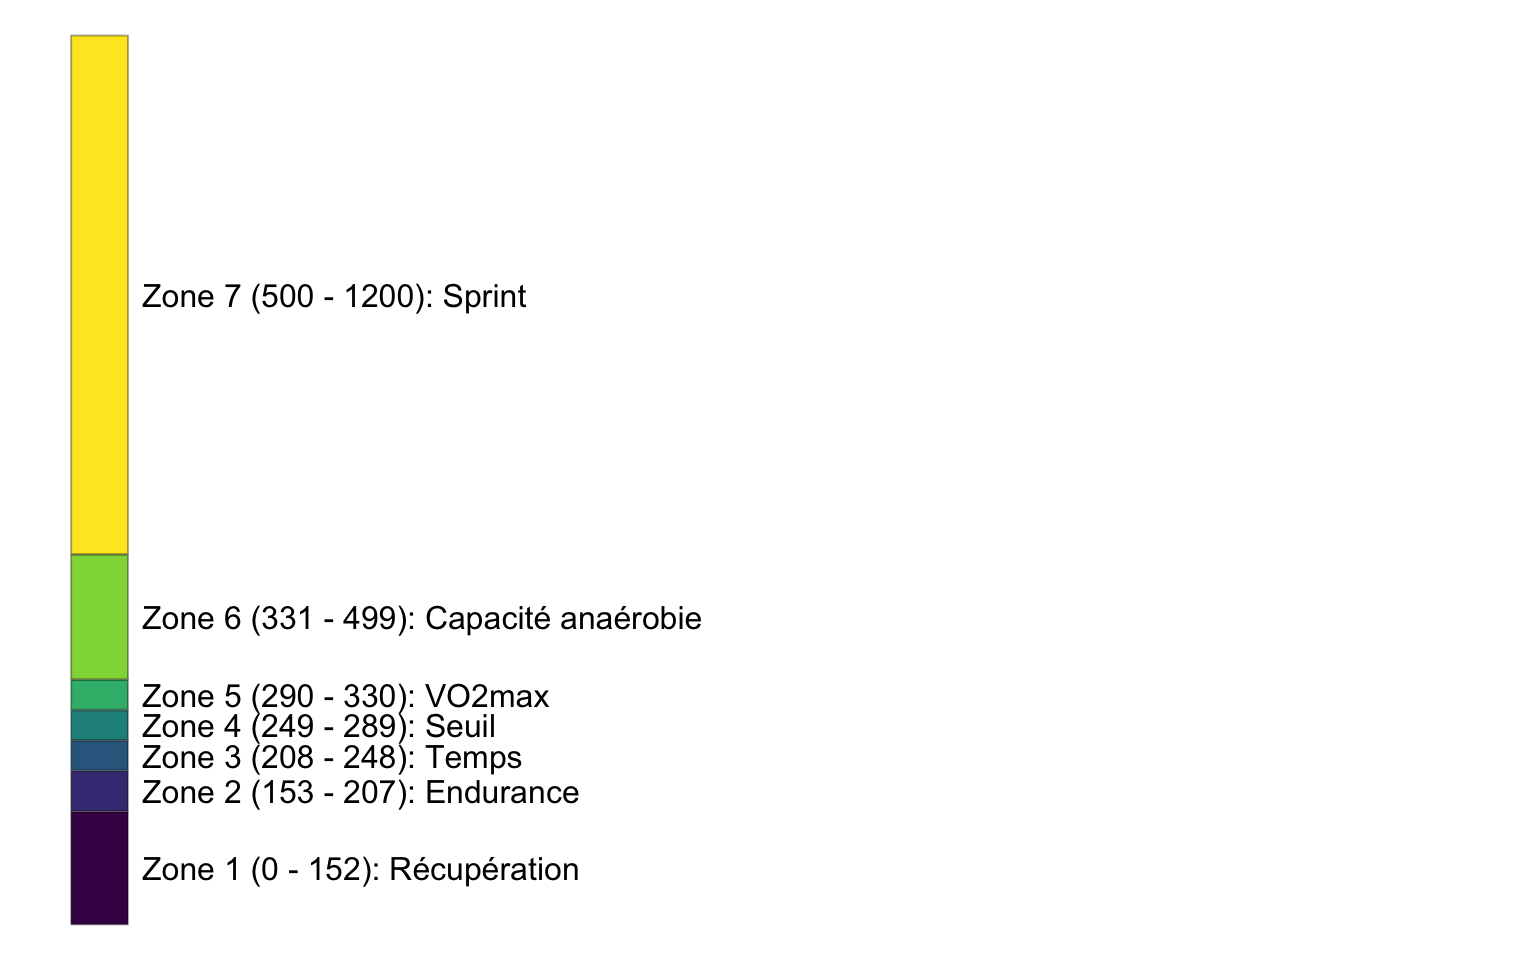 Zone 7 (500 - 1200): Sprint
Zone 6 (331 - 499): Capacité anaérobie
Zone 5 (290 - 330): VO2max
Zone 4 (249 - 289): Seuil
Zone 3 (208 - 248): Temps
Zone 2 (153 - 207): Endurance
Zone 1 (0 - 152): Récupération